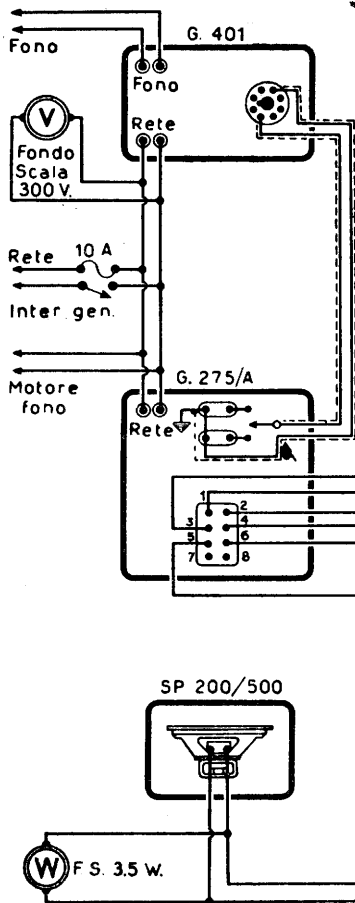 G. 401
Fono
Fono
Rete
V
Fondo
Scala
300 V.
Rete
10 A
Inter gen.
Motore
fono
G. 275/A
Rete
1
2
3
4
5
6
7
8
SP 200/500
W
F S. 3.5 W.